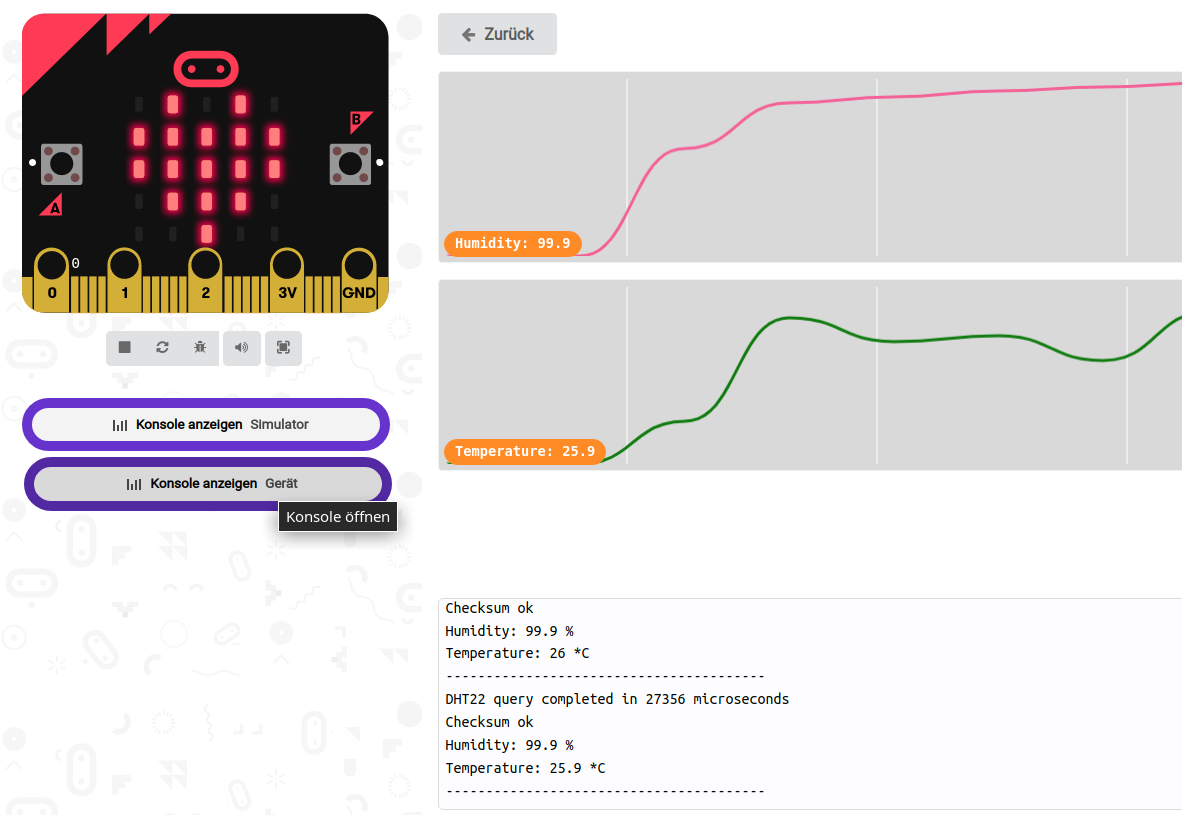 B
A
0
0
1
2
3V
GND
Konsole anzeigen Simulator
Konsole anzeigen Gerät
Konsole öffnen
Zurück
Humidity: 99.9
Temperature: 25.9
Checksum ok
Humidity: 99.9 %
Temperature: 26 *C
----------------------------------------
DHT22 query completed in 27356 microseconds
Checksum ok
Humidity: 99.9 %
Temperature: 25.9 *C
----------------------------------------